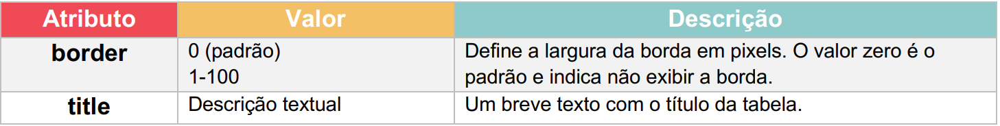 Atributo Valor Descrição
border 0 (padrão) Define a largura da borda em pixels. O valor zero é o
1-100 padrão e indica não exibir a borda.
title Descrição textual Um breve texto com o título da tabela.